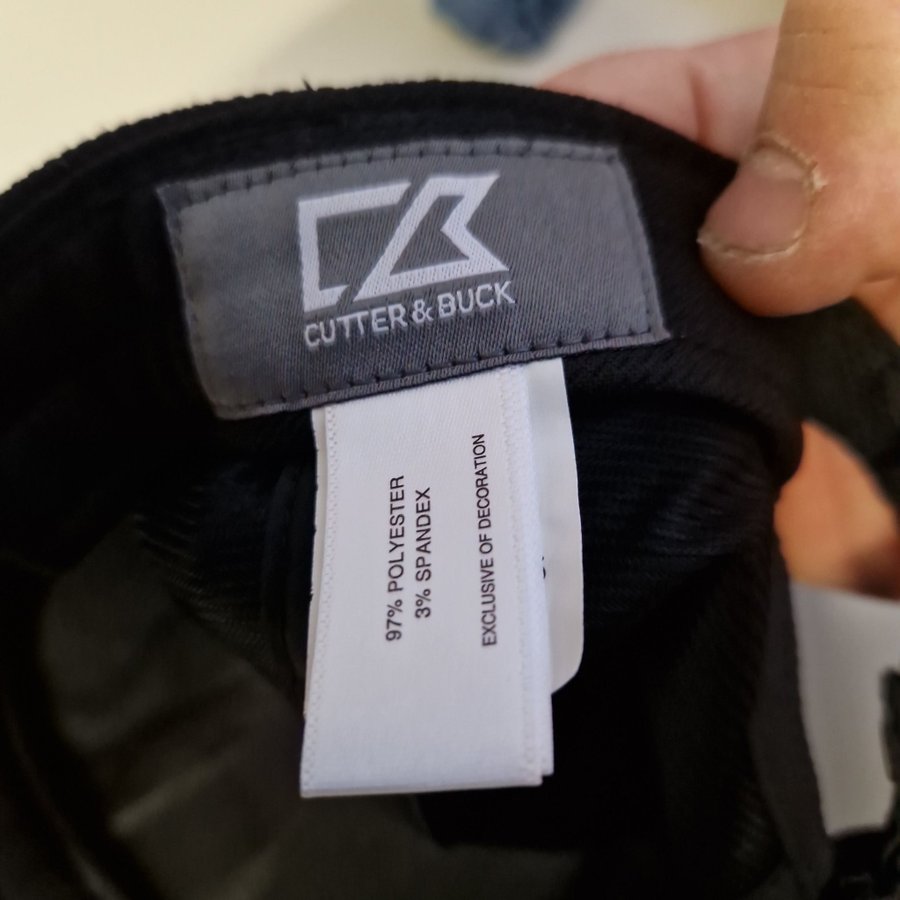 CUTTER & BUCK
97% POLYESTER
3% SPANDEX
EXCLUSIVE OF DECORATION